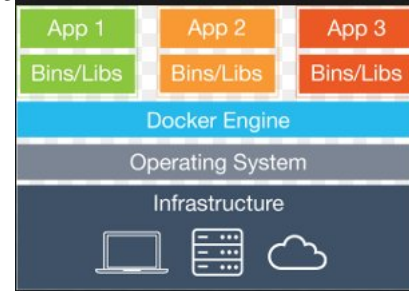 App 1 App 2 App 3
Bins/Libs Bins/Libs Bins/Libs
Docker Engine
Operating System
Infrastructure